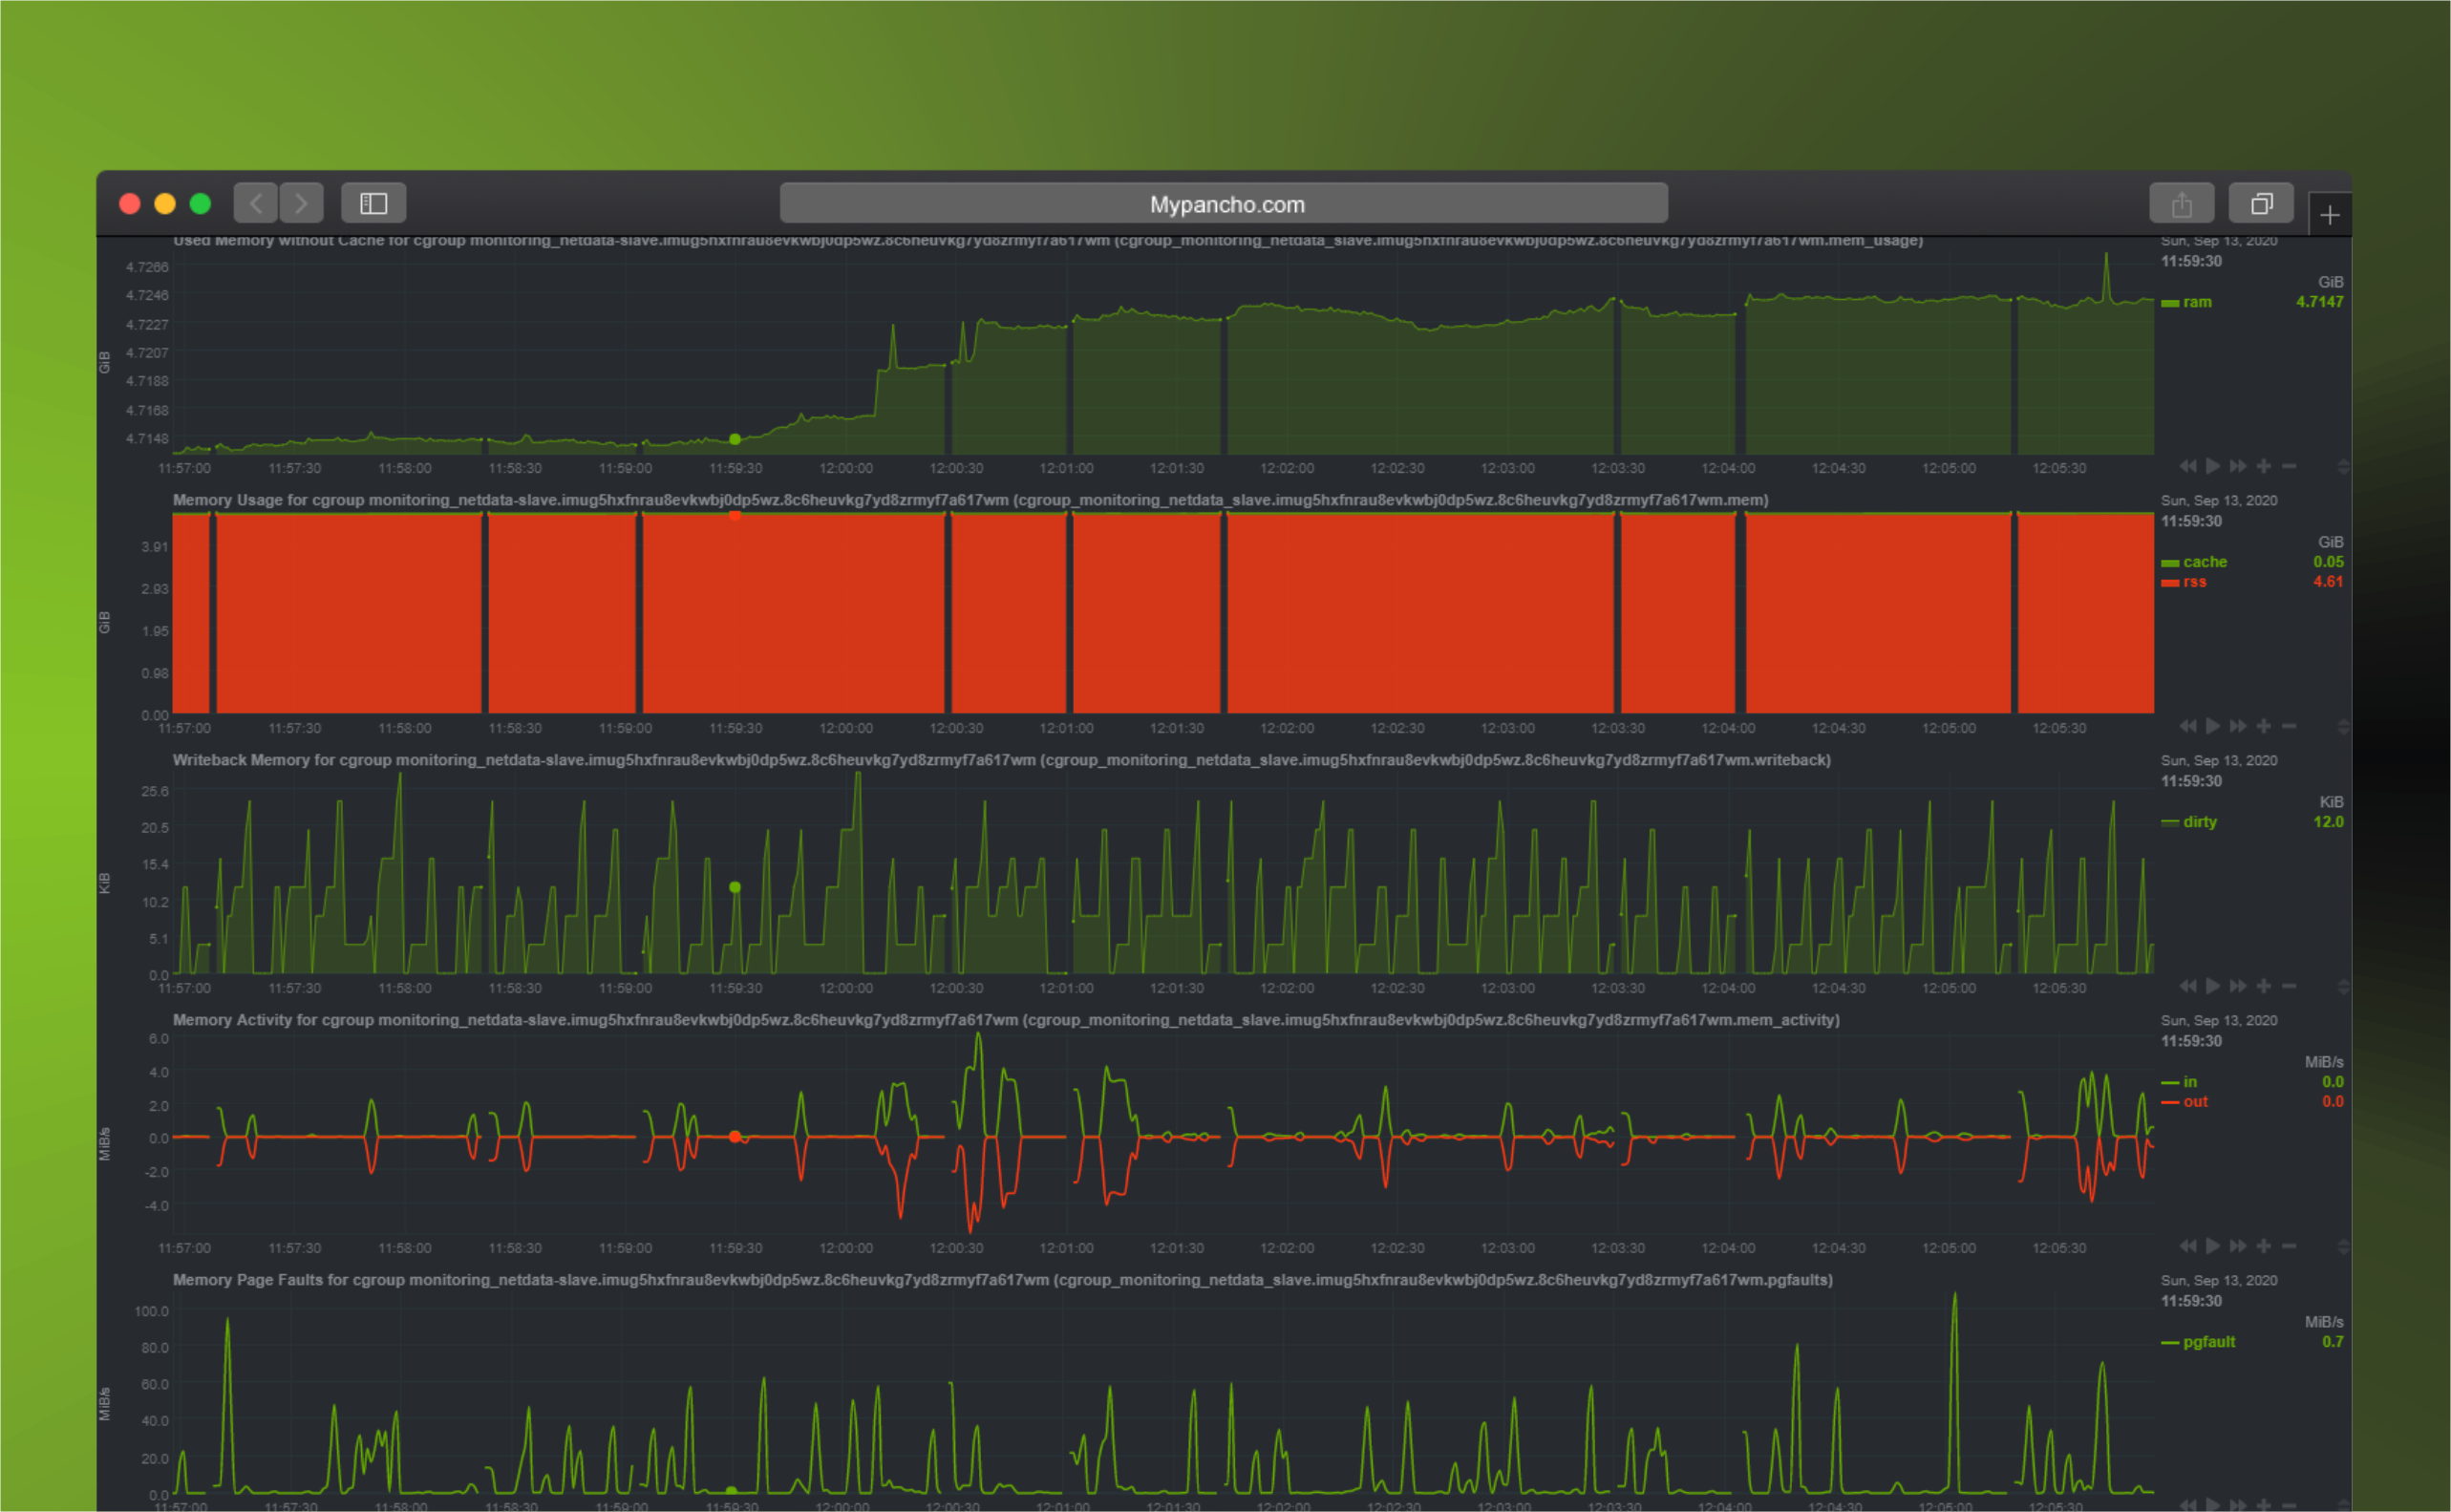 Mypancho.com
Used Memory without Cache for cgroup monitoring_netdata-slave.imug5hxfnrau8evkwbj0dp5wz.8c6heuvkg7yd8zrmyf7a617wm (cgroup_monitoring_netdata_slave.imug5hxfnrau8evkwbj0dp5wz.8c6heuvkg7yd8zrmyf7a617wm.mem_usage)
Sun, Sep 13, 2020
11:59:30
GiB
ram 4.7147
GiB
4.7266
4.7246
4.7227
4.7207
4.7188
4.7168
4.7148
11:57:00 11:57:30 11:58:00 11:58:30 11:59:00 11:59:30 12:00:00 12:00:30 12:01:00 12:01:30 12:02:00 12:02:30 12:03:00 12:03:30 12:04:00 12:04:30 12:05:00 12:05:30
Memory Usage for cgroup monitoring_netdata-slave.imug5hxfnrau8evkwbj0dp5wz.8c6heuvkg7yd8zrmyf7a617wm (cgroup_monitoring_netdata_slave.imug5hxfnrau8evkwbj0dp5wz.8c6heuvkg7yd8zrmyf7a617wm.mem)
Sun, Sep 13, 2020
11:59:30
GiB
cache 0.05
rss 4.61
GiB
3.91
2.93
1.95
0.98
0.00
11:57:00 11:57:30 11:58:00 11:58:30 11:59:00 11:59:30 12:00:00 12:00:30 12:01:00 12:01:30 12:02:00 12:02:30 12:03:00 12:03:30 12:04:00 12:04:30 12:05:00 12:05:30
Writeback Memory for cgroup monitoring_netdata-slave.imug5hxfnrau8evkwbj0dp5wz.8c6heuvkg7yd8zrmyf7a617wm (cgroup_monitoring_netdata_slave.imug5hxfnrau8evkwbj0dp5wz.8c6heuvkg7yd8zrmyf7a617wm.writeback)
Sun, Sep 13, 2020
11:59:30
KiB
dirty 12.0
KiB
25.6
20.5
15.4
10.2
5.1
0.0
11:57:00 11:57:30 11:58:00 11:58:30 11:59:00 11:59:30 12:00:00 12:00:30 12:01:00 12:01:30 12:02:00 12:02:30 12:03:00 12:03:30 12:04:00 12:04:30 12:05:00 12:05:30
Memory Activity for cgroup monitoring_netdata-slave.imug5hxfnrau8evkwbj0dp5wz.8c6heuvkg7yd8zrmyf7a617wm (cgroup_monitoring_netdata_slave.imug5hxfnrau8evkwbj0dp5wz.8c6heuvkg7yd8zrmyf7a617wm.mem_activity)
Sun, Sep 13, 2020
11:59:30
MiB/s
in 0.0
out 0.0
MiB/s
6.0
4.0
2.0
0.0
-2.0
-4.0
11:57:00 11:57:30 11:58:00 11:58:30 11:59:00 11:59:30 12:00:00 12:00:30 12:01:00 12:01:30 12:02:00 12:02:30 12:03:00 12:03:30 12:04:00 12:04:30 12:05:00 12:05:30
Memory Page Faults for cgroup monitoring_netdata-slave.imug5hxfnrau8evkwbj0dp5wz.8c6heuvkg7yd8zrmyf7a617wm (cgroup_monitoring_netdata_slave.imug5hxfnrau8evkwbj0dp5wz.8c6heuvkg7yd8zrmyf7a617wm.pgfaults)
Sun, Sep 13, 2020
11:59:30
MiB/s
pgfault 0.7
MiB/s
100.0
80.0
60.0
40.0
20.0
0.0
11:57:00 11:57:30 11:58:00 11:58:30 11:59:00 11:59:30 12:00:00 12:00:30 12:01:00 12:01:30 12:02:00 12:02:30 12:03:00 12:03:30 12:04:00 12:04:30 12:05:00 12:05:30